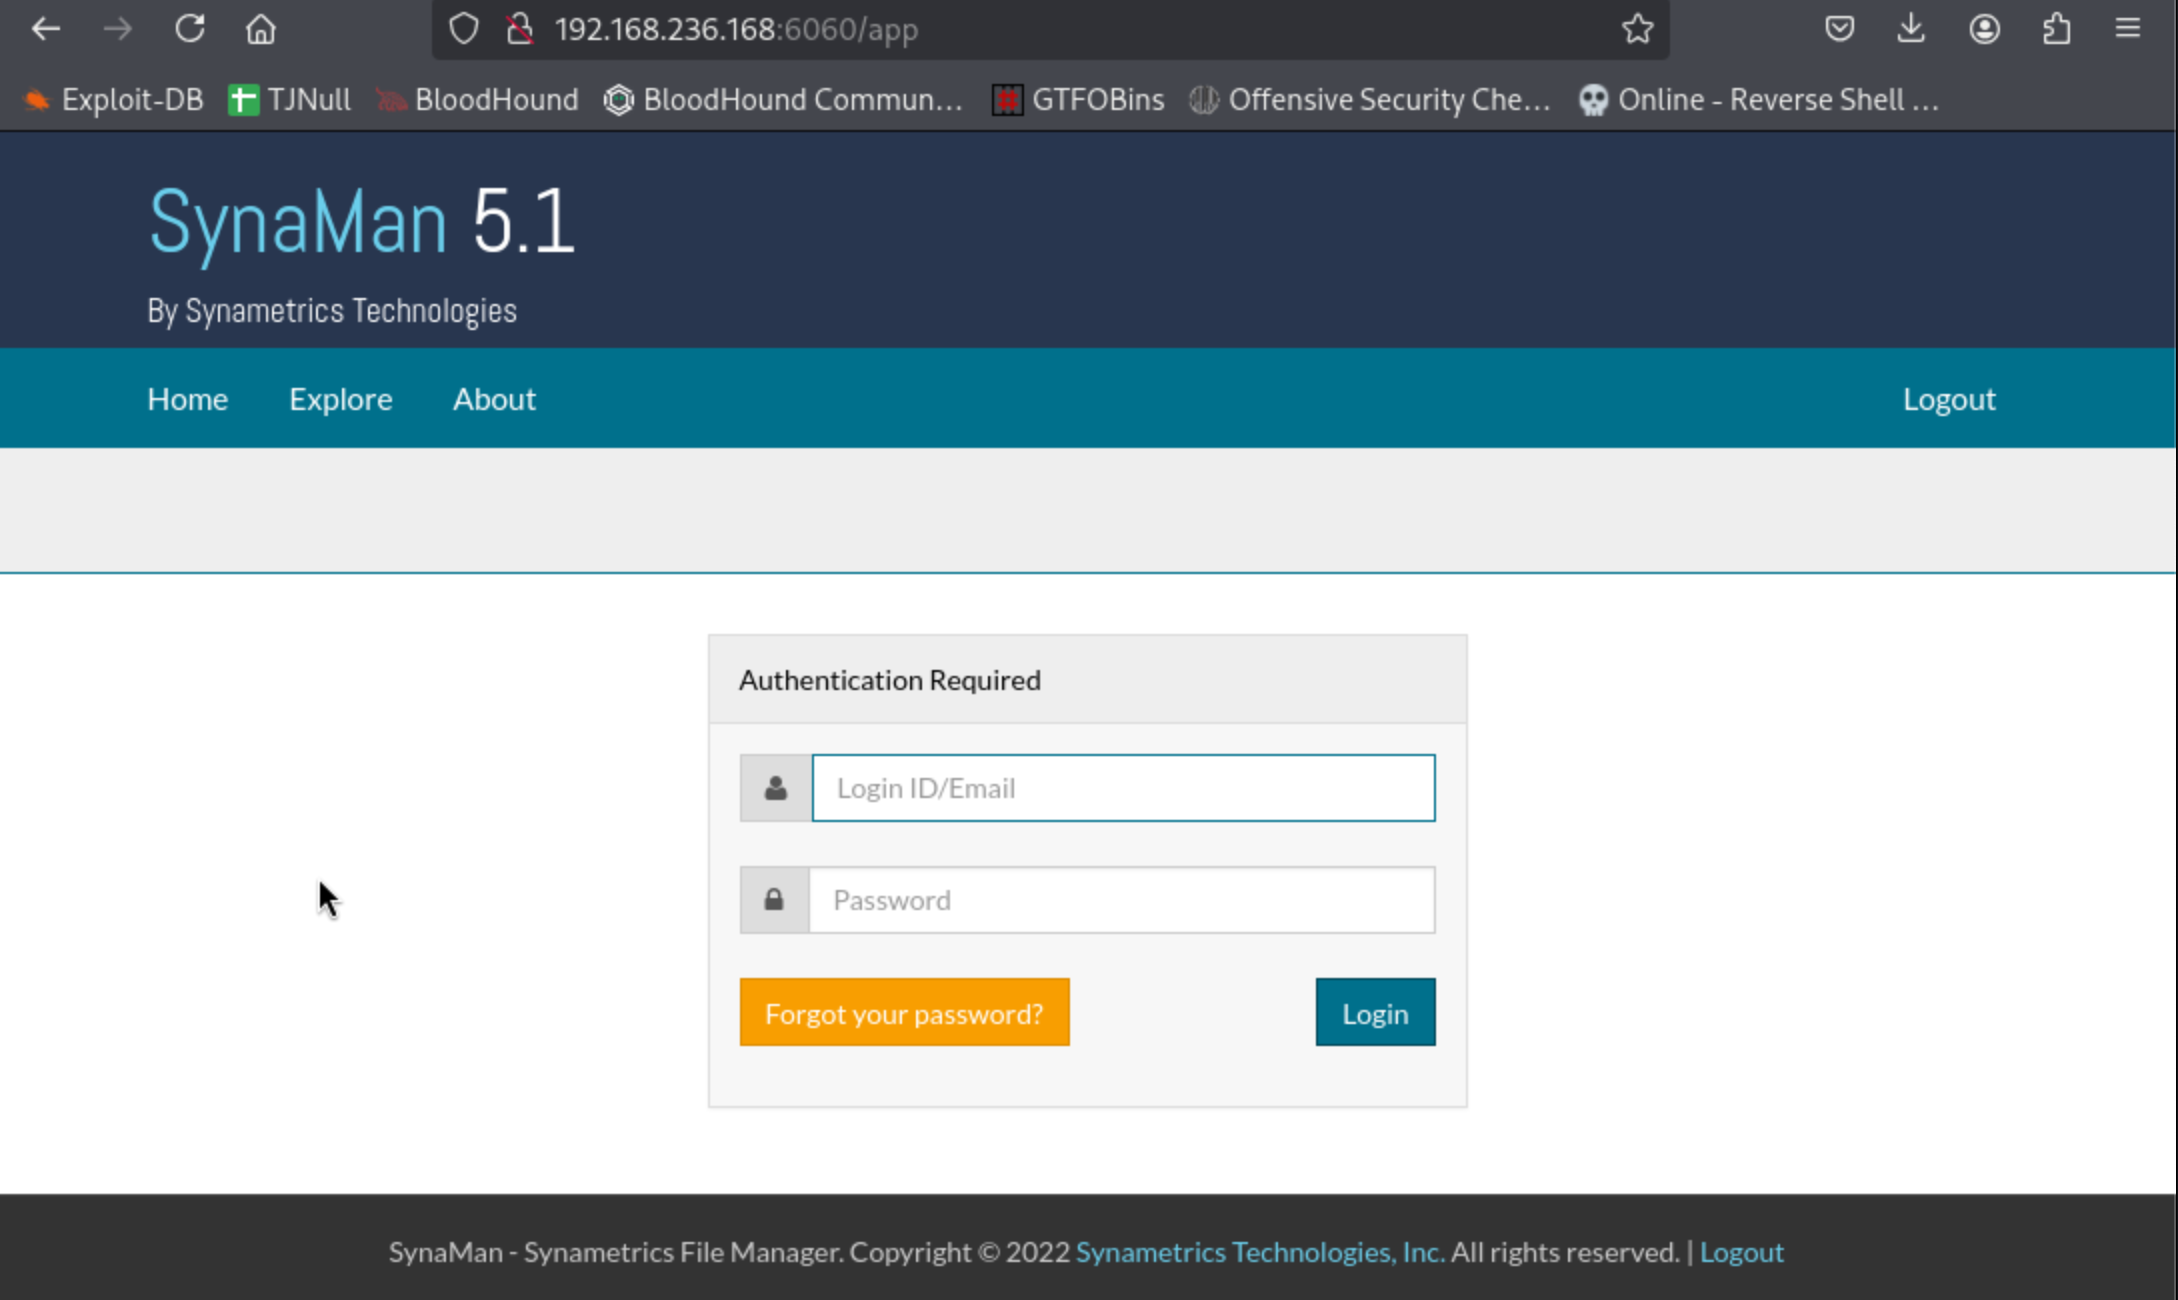 192.168.236.168:6060/app
Exploit-DB TJNull BloodHound BloodHound Commun... GTFOBins Offensive Security Che... Online - Reverse Shell ...
SynaMan 5.1
By Synametrics Technologies
Home Explore About Logout
Authentication Required
Login ID/Email
Password
Forgot your password? Login
SynaMan - Synametrics File Manager. Copyright © 2022 Synametrics Technologies, Inc. All rights reserved. | Logout